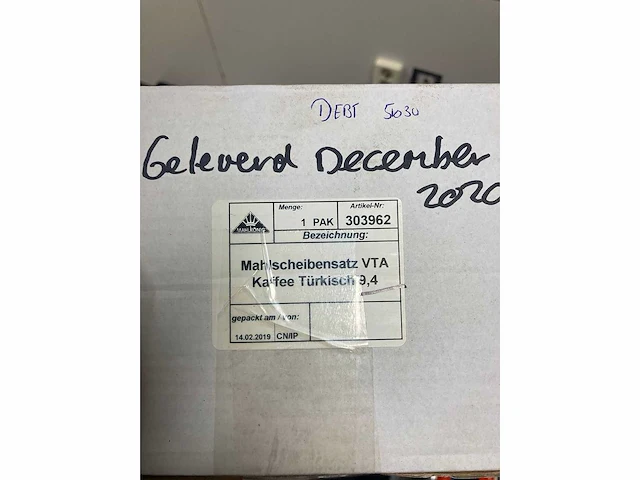 DEBT 5630
Geleverd December
2020
MAHLKÖNIG
Menge:
1 PAK
Artikel-Nr:
303962
Bezeichnung:
Mahlscheibensatz VTA
Kaffee Türkisch 9,4
gepackt am / von:
14.02.2019 CN/IP